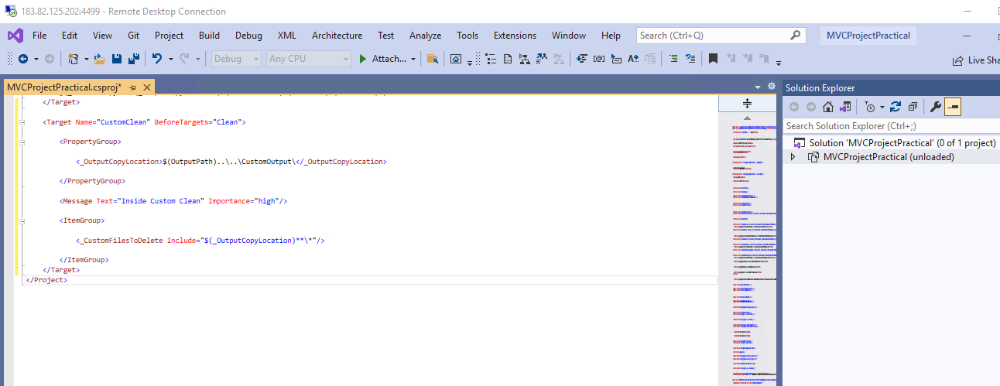 183.82.125.202:4499 - Remote Desktop Connection
File Edit View Git Project Build Debug XML Architecture Test Analyze Tools Extensions Window Help Search (Ctrl+Q) MVCProjectPractical
Debug Any CPU Attach... Live Sha
MVCProjectPractical.csproj*
Solution Explorer
Search Solution Explorer (Ctrl+;)
Solution 'MVCProjectPractical' (0 of 1 project)
MVCProjectPractical (unloaded)
</Target>
<Target Name="CustomClean" BeforeTargets="Clean">
<PropertyGroup>
<_OutputCopyLocation>$(OutputPath)..\..\CustomOutput\</_OutputCopyLocation>
</PropertyGroup>
<Message Text="Inside Custom Clean" Importance="high"/>
<ItemGroup>
<_CustomFilesToDelete Include="$(_OutputCopyLocation)**\*"/>
</ItemGroup>
</Target>
</Project>